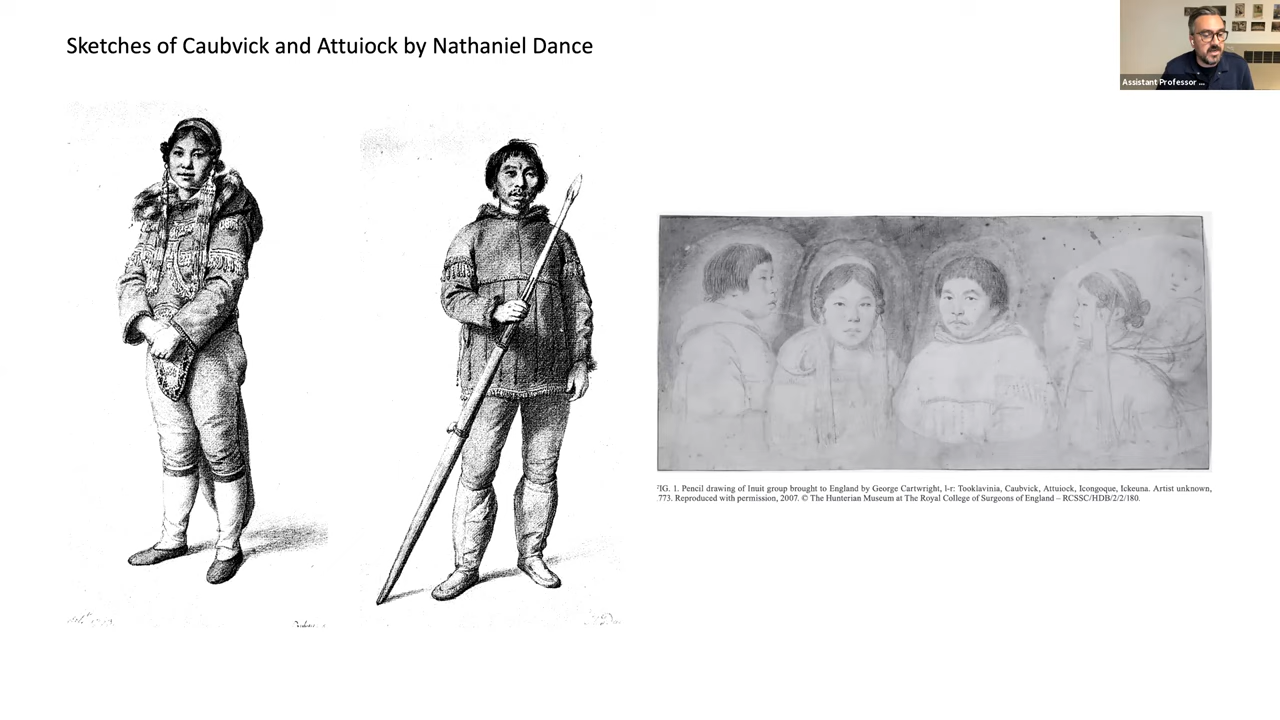 Sketches of Caubvick and Attuiock by Nathaniel Dance
Assistant Professor ...
FIG. 1. Pencil drawing of Inuit group brought to England by George Cartwright, l-r: Tooklavinia, Caubvick, Attuiock, Icongoque, Ickeuna. Artist unknown,
773. Reproduced with permission, 2007. © The Hunterian Museum at The Royal College of Surgeons of England – RCSSC/HDB/2/2/180.